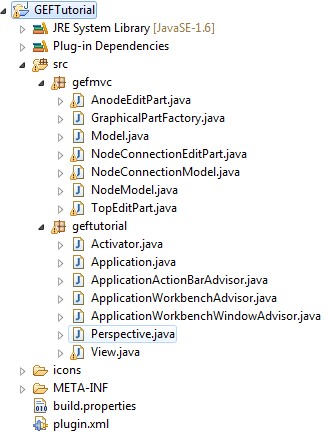 GEFTutorial
JRE System Library [JavaSE-1.6]
Plug-in Dependencies
src
gefmvc
AnodeEditPart.java
GraphicalPartFactory.java
Model.java
NodeConnectionEditPart.java
NodeConnectionModel.java
NodeModel.java
TopEditPart.java
geftutorial
Activator.java
Application.java
ApplicationActionBarAdvisor.java
ApplicationWorkbenchAdvisor.java
ApplicationWorkbenchWindowAdvisor.java
Perspective.java
View.java
icons
META-INF
build.properties
plugin.xml